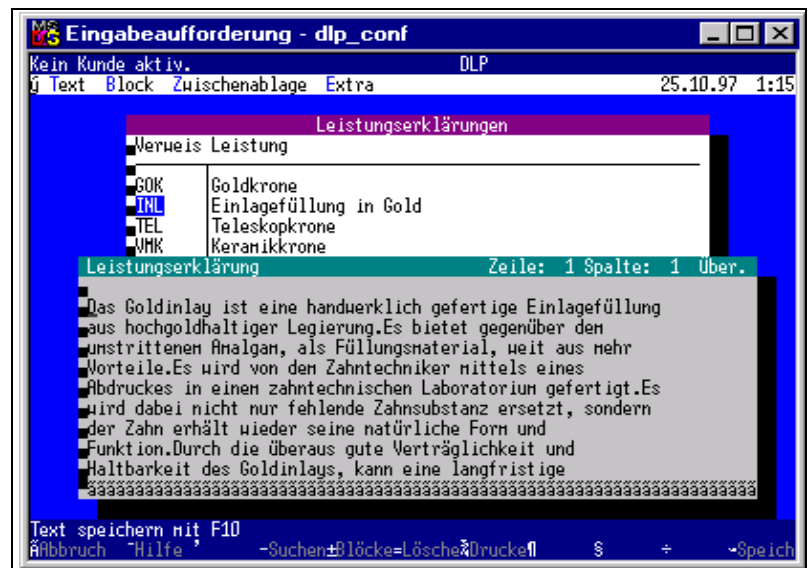 Eingabeaufforderung - dlp_conf
Kein Kunde aktiv. DLP
ÿ Text Block Zwischenablage Extra 25.10.97 1:15
Leistungserklärungen
Verweis Leistung
GOK Goldkrone
INL Einlagefüllung in Gold
TEL Teleskopkrone
VMK Keramikkrone
Leistungserklärung Zeile: 1 Spalte: 1 Über.
Das Goldinlay ist eine handwerklich gefertige Einlagefüllung
aus hochgoldhaltiger Legierung.Es bietet gegenüber dem
umstrittenem Amalgam, als Füllungsmaterial, weit aus mehr
Vorteile.Es wird von dem Zahntechniker mittels eines
Abdruckes in einem zahntechnischen Laboratorium gefertigt.Es
wird dabei nicht nur fehlende Zahnsubstanz ersetzt, sondern
der Zahn erhält wieder seine natürliche Form und
Funktion.Durch die überaus gute Verträglichkeit und
Haltbarkeit des Goldinlays, kann eine langfristige
Text speichern mit F10
Abbruch Hilfe -Suchen±Blöcke=Lösche Drucke¶ § ÷ Speich